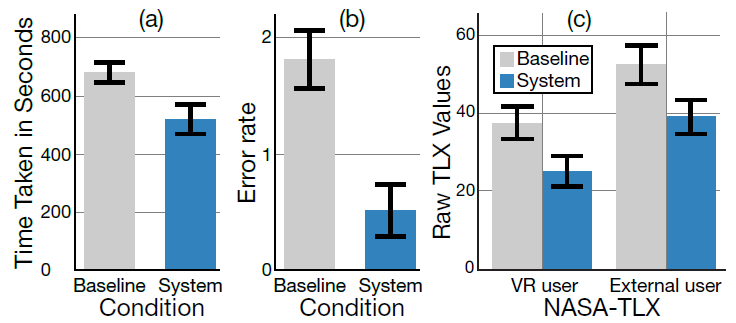 (a)
Time Taken in Seconds
800
600
400
200
0
Baseline System
Condition
(b)
Error rate
2
1
0
Baseline System
Condition
(c)
Raw TLX Values
60
40
20
0
Baseline
System
VR user External user
NASA-TLX